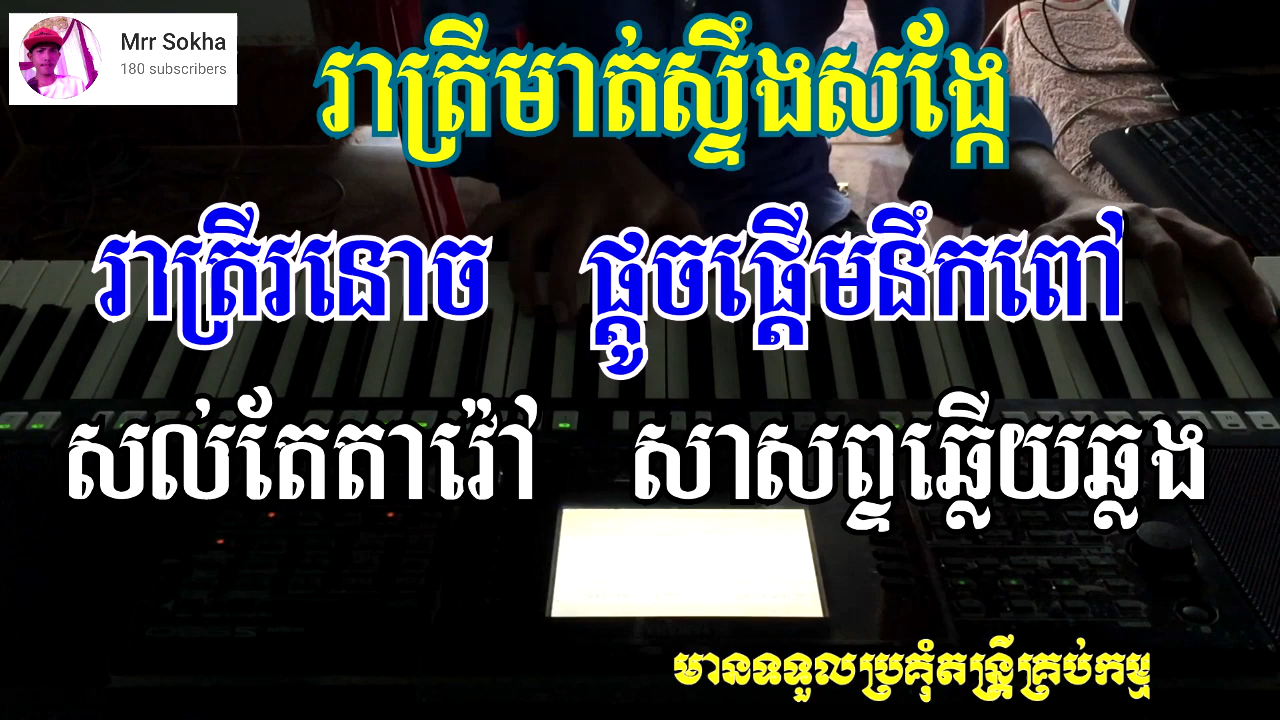 Mrr Sokha
180 subscribers
រាត្រីមាត់ស្ទឹងសង្កែ
រាត្រីរនោច ផ្តូចផ្តើមនឹកពៅ
សល់តែតាវ៉ៅ សាសព្ទឆ្លើយឆ្លង
មានទទួលប្រគុំតន្ត្រីគ្រប់កម្ម